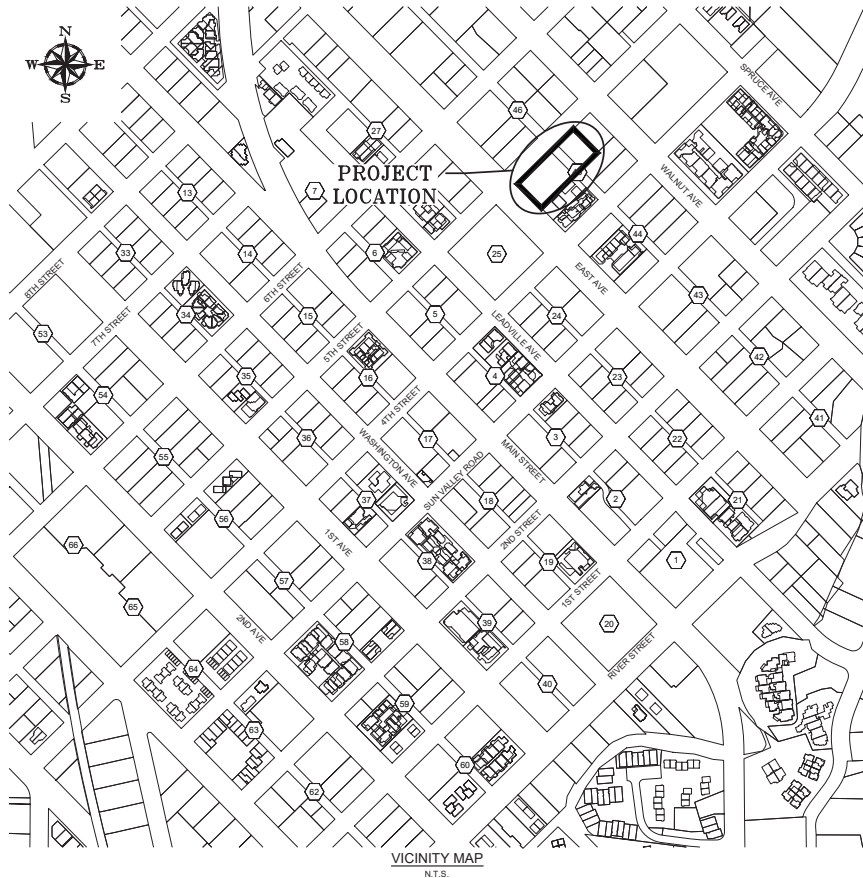 N
W E
S
SPRUCE AVE
46
27
PROJECT
LOCATION
WALNUT AVE
13
7
44
33
14
6
25
EAST AVE
8TH STREET
6TH STREET
43
7TH STREET
34
15
5
24
LEADVILLE AVE
53
5TH STREET
42
35
16
4
23
54
4TH STREET
41
36
17
3
22
WASHINGTON AVE
MAIN STREET
55
SUN VALLEY ROAD
37
18
2
21
56
2ND STREET
1ST AVE
66
38
19
1
57
1ST STREET
65
39
20
2ND AVE
58
RIVER STREET
64
40
59
63
60
62
VICINITY MAP
N.T.S.